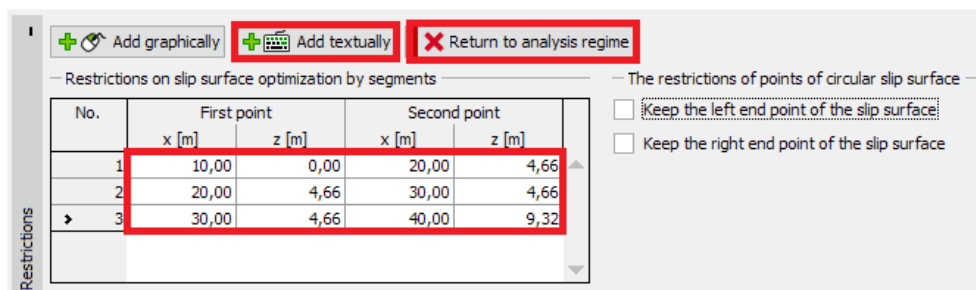 Add graphically Add textually Return to analysis regime
Restrictions on slip surface optimization by segments
No. First point Second point
x [m] z [m] x [m] z [m]
1 10,00 0,00 20,00 4,66
2 20,00 4,66 30,00 4,66
3 30,00 4,66 40,00 9,32
The restrictions of points of circular slip surface
Keep the left end point of the slip surface
Keep the right end point of the slip surface
Restrictions